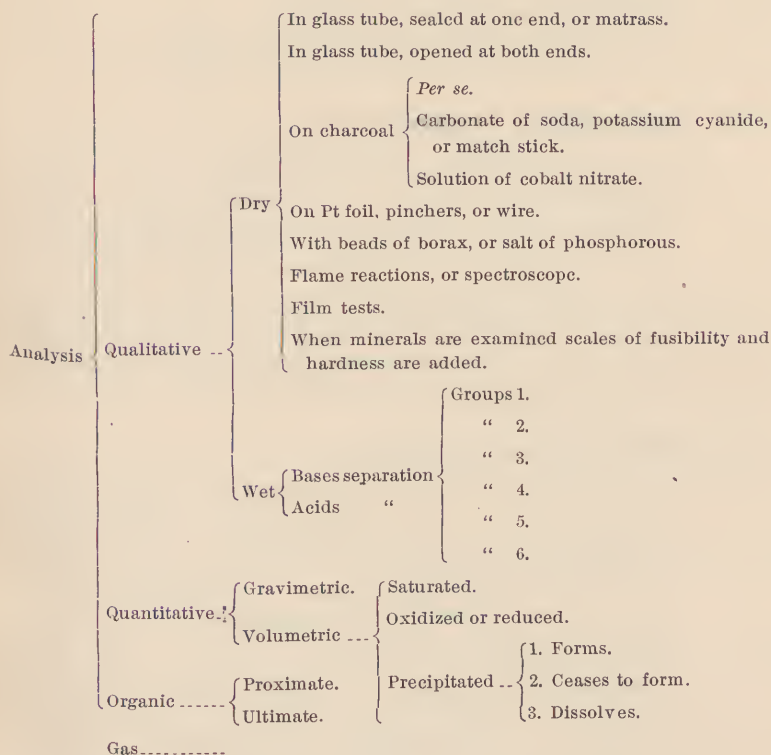 In glass tube, sealed at one end, or matrass.
In glass tube, opened at both ends.
Per se.
On charcoal
Carbonate of soda, potassium cyanide,
or match stick.
Solution of cobalt nitrate.
Dry
On Pt foil, pinchers, or wire.
With beads of borax, or salt of phosphorous.
Flame reactions, or spectroscope.
Film tests.
Analysis
Qualitative
When minerals are examined scales of fusibility and
hardness are added.
Groups 1.
“ 2.
“ 3.
Wet
Bases separation
“ 4.
Acids “
“ 5.
“ 6.
Quantitative
Gravimetric.
Saturated.
Volumetric
Oxidized or reduced.
1. Forms.
Organic
Proximate.
Precipitated
2. Ceases to form.
Ultimate.
3. Dissolves.
Gas